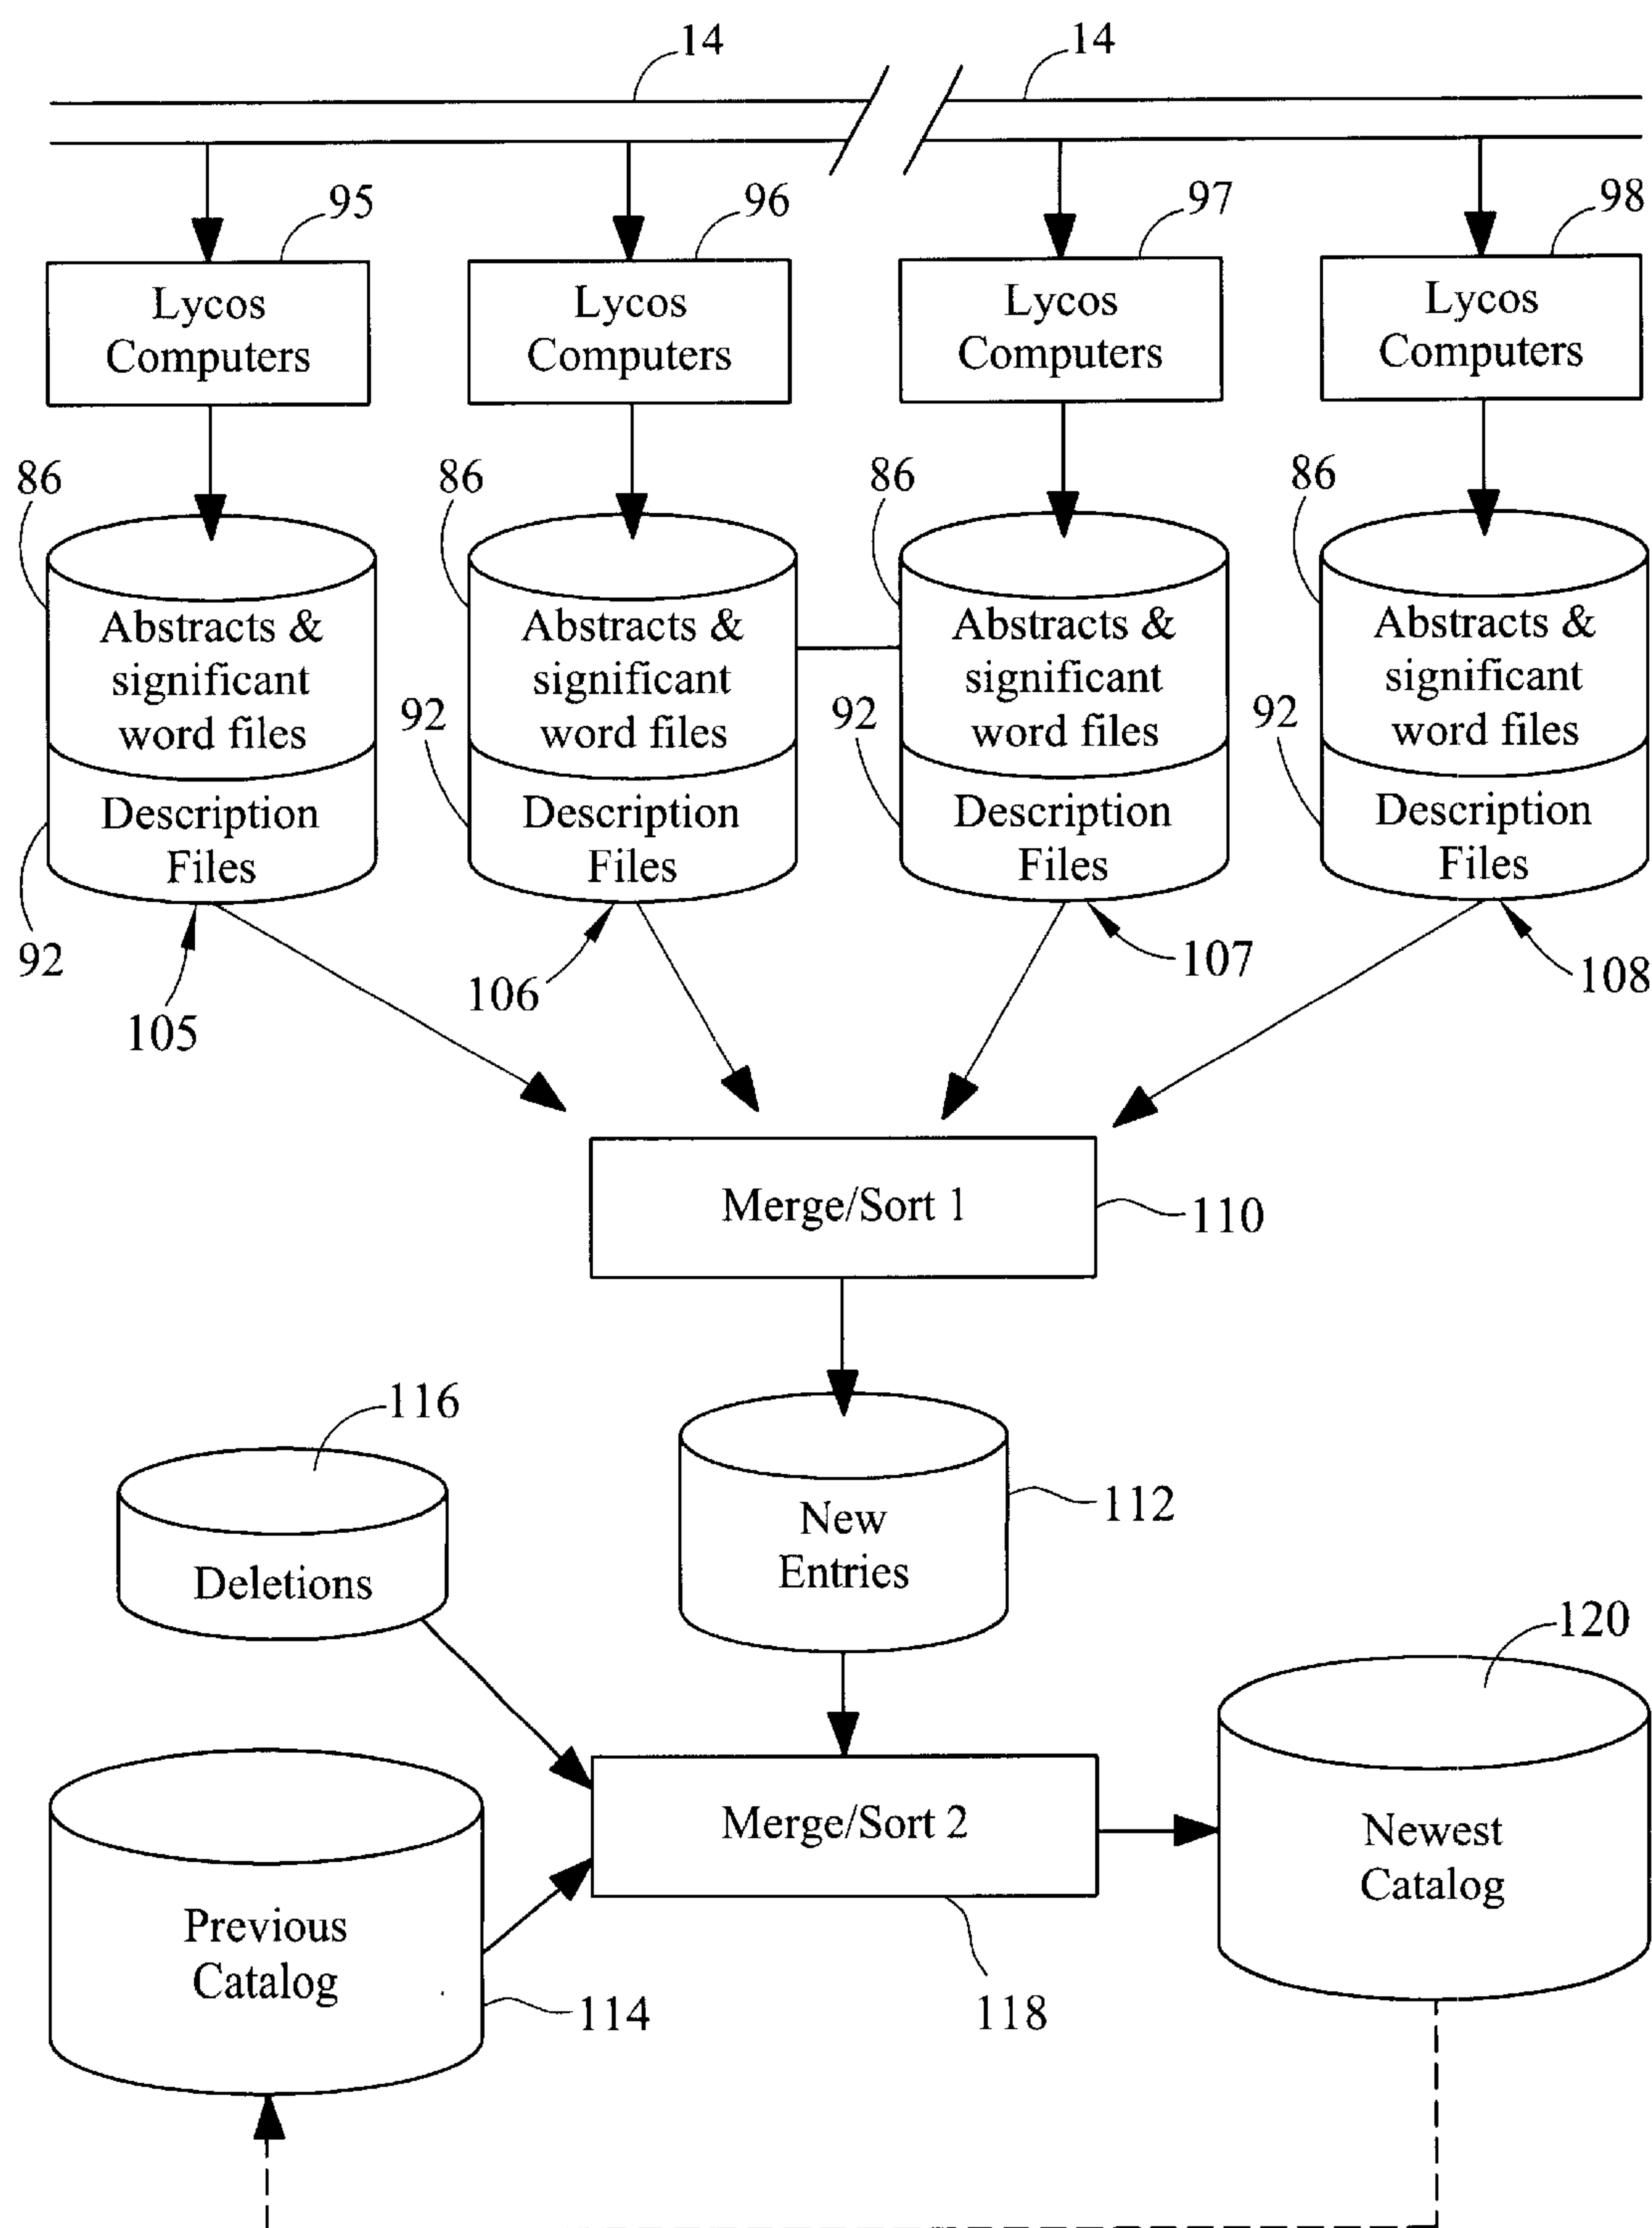 14
14
95
96
97
98
Lycos
Computers
Lycos
Computers
Lycos
Computers
Lycos
Computers
86
86
86
86
Abstracts &
significant
word files
Abstracts &
significant
word files
Abstracts &
significant
word files
Abstracts &
significant
word files
92
92
92
Description
Files
Description
Files
Description
Files
Description
Files
92
105
106
107
108
Merge/Sort 1
110
116
Deletions
New
Entries
112
120
Merge/Sort 2
Newest
Catalog
Previous
Catalog
114
118